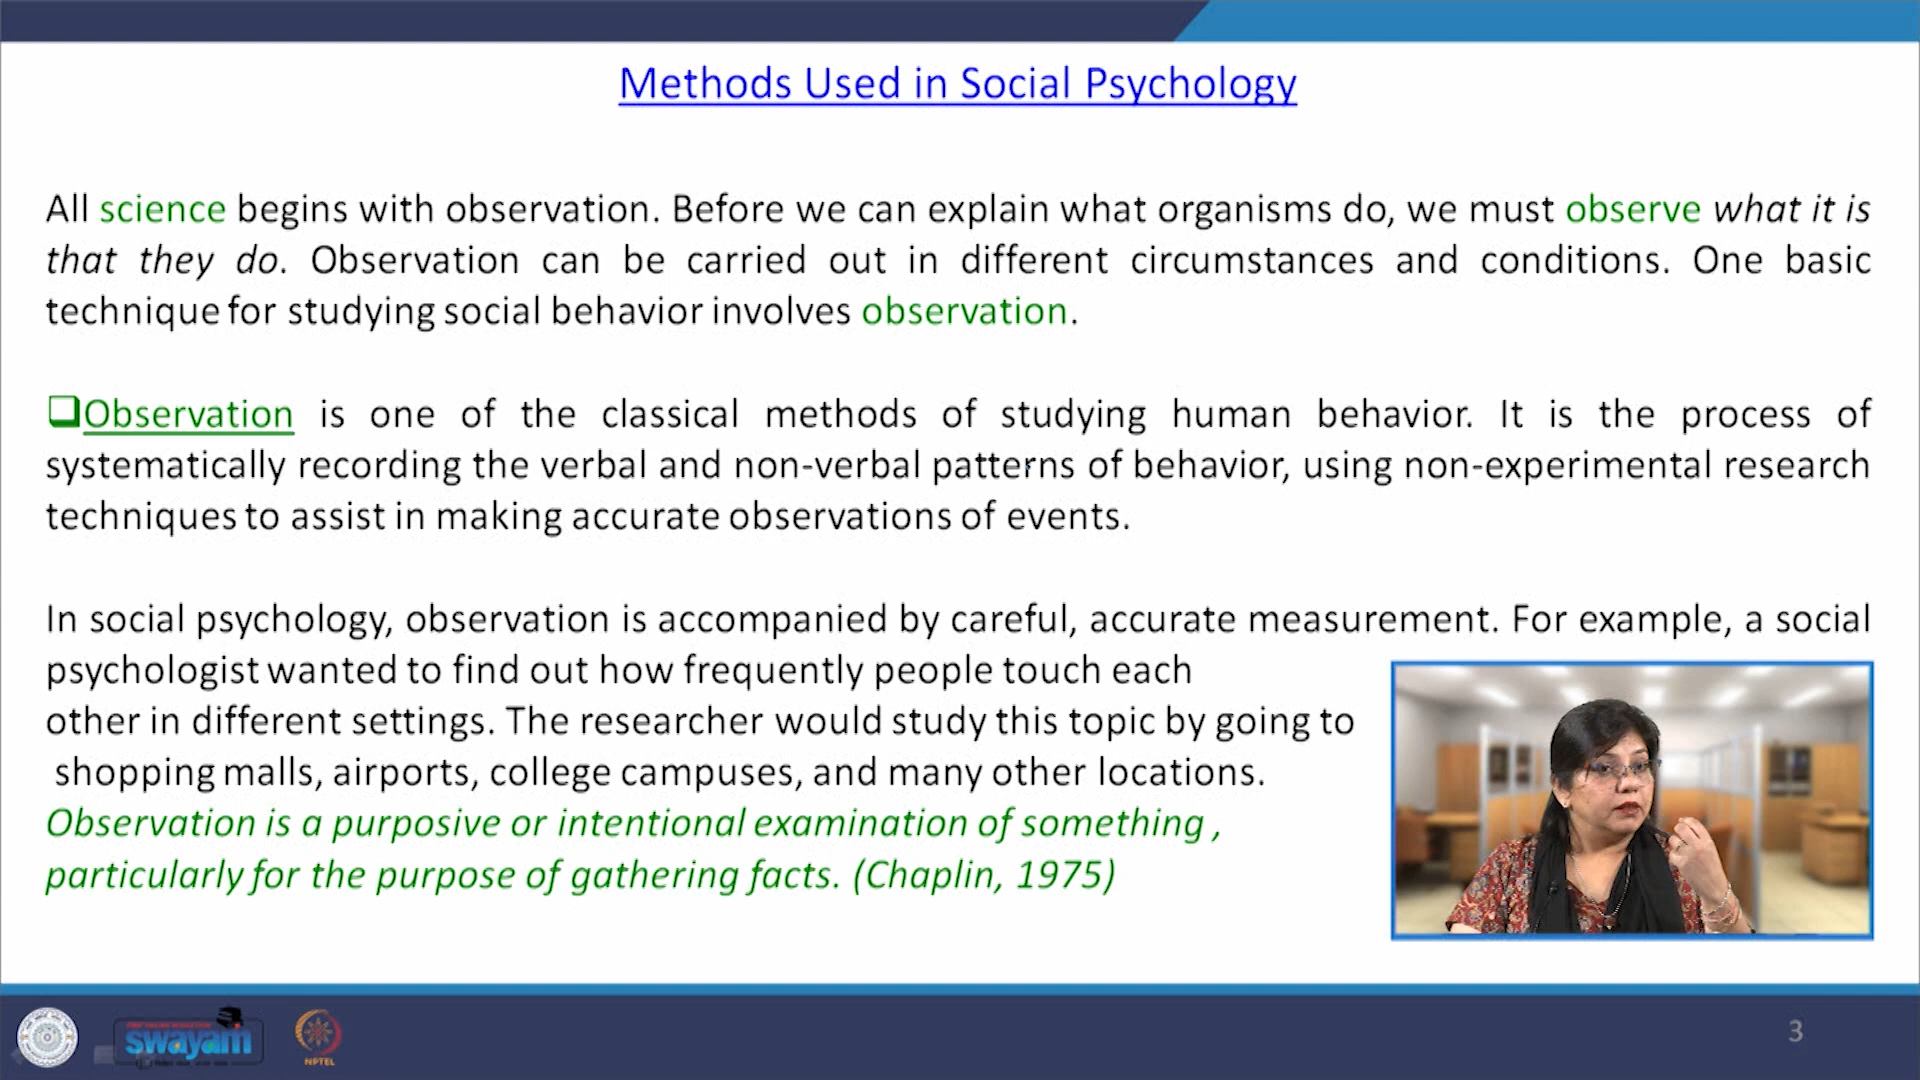 Methods Used in Social Psychology
All science begins with observation. Before we can explain what organisms do, we must observe what it is
that they do. Observation can be carried out in different circumstances and conditions. One basic
technique for studying social behavior involves observation.
Observation is one of the classical methods of studying human behavior. It is the process of
systematically recording the verbal and non-verbal patterns of behavior, using non-experimental research
techniques to assist in making accurate observations of events.
In social psychology, observation is accompanied by careful, accurate measurement. For example, a social
psychologist wanted to find out how frequently people touch each
other in different settings. The researcher would study this topic by going to
shopping malls, airports, college campuses, and many other locations.
Observation is a purposive or intentional examination of something ,
particularly for the purpose of gathering facts. (Chaplin, 1975)
swayam
NPTEL
3